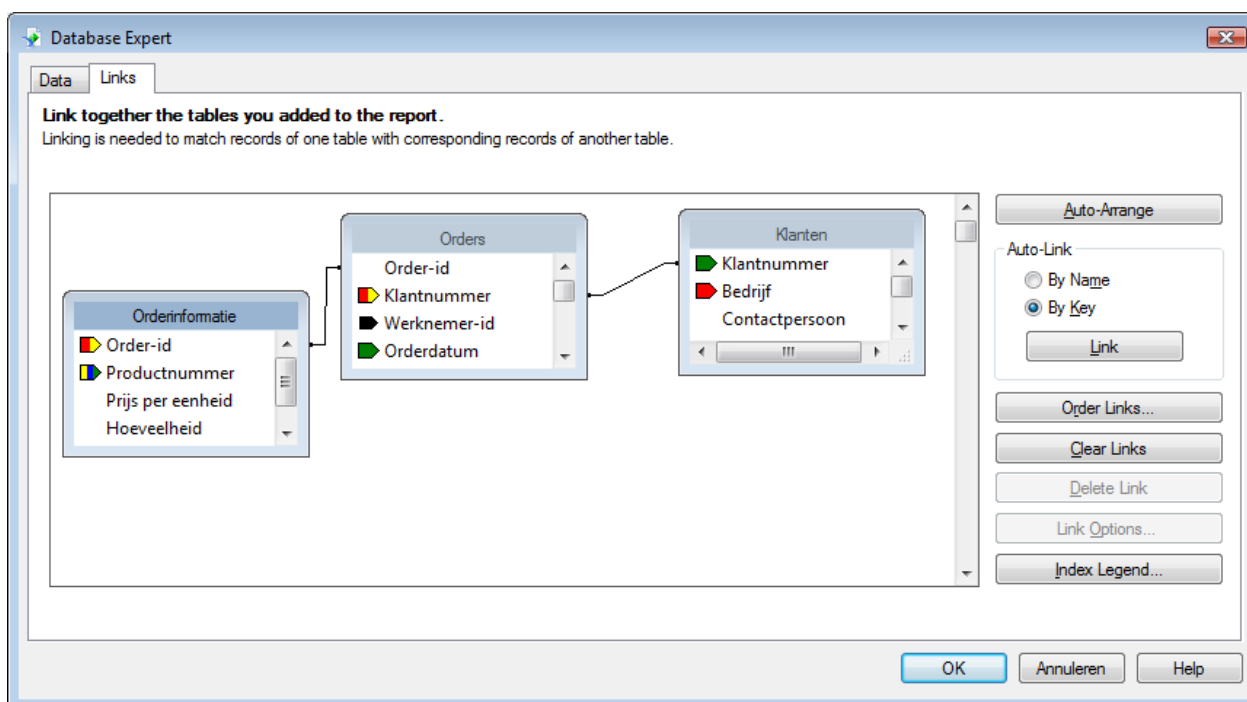 Database Expert
Data
Links
Link together the tables you added to the report.
Linking is needed to match records of one table with corresponding records of another table.
Orderinformatie
Order-id
Productnummer
Prijs per eenheid
Hoeveelheid
Orders
Order-id
Klantnummer
Werknemer-id
Orderdatum
Klanten
Klantnummer
Bedrijf
Contactpersoon
Auto-Arrange
Auto-Link
By Name
By Key
Link
Order Links...
Clear Links
Delete Link
Link Options...
Index Legend...
OK
Annuleren
Help